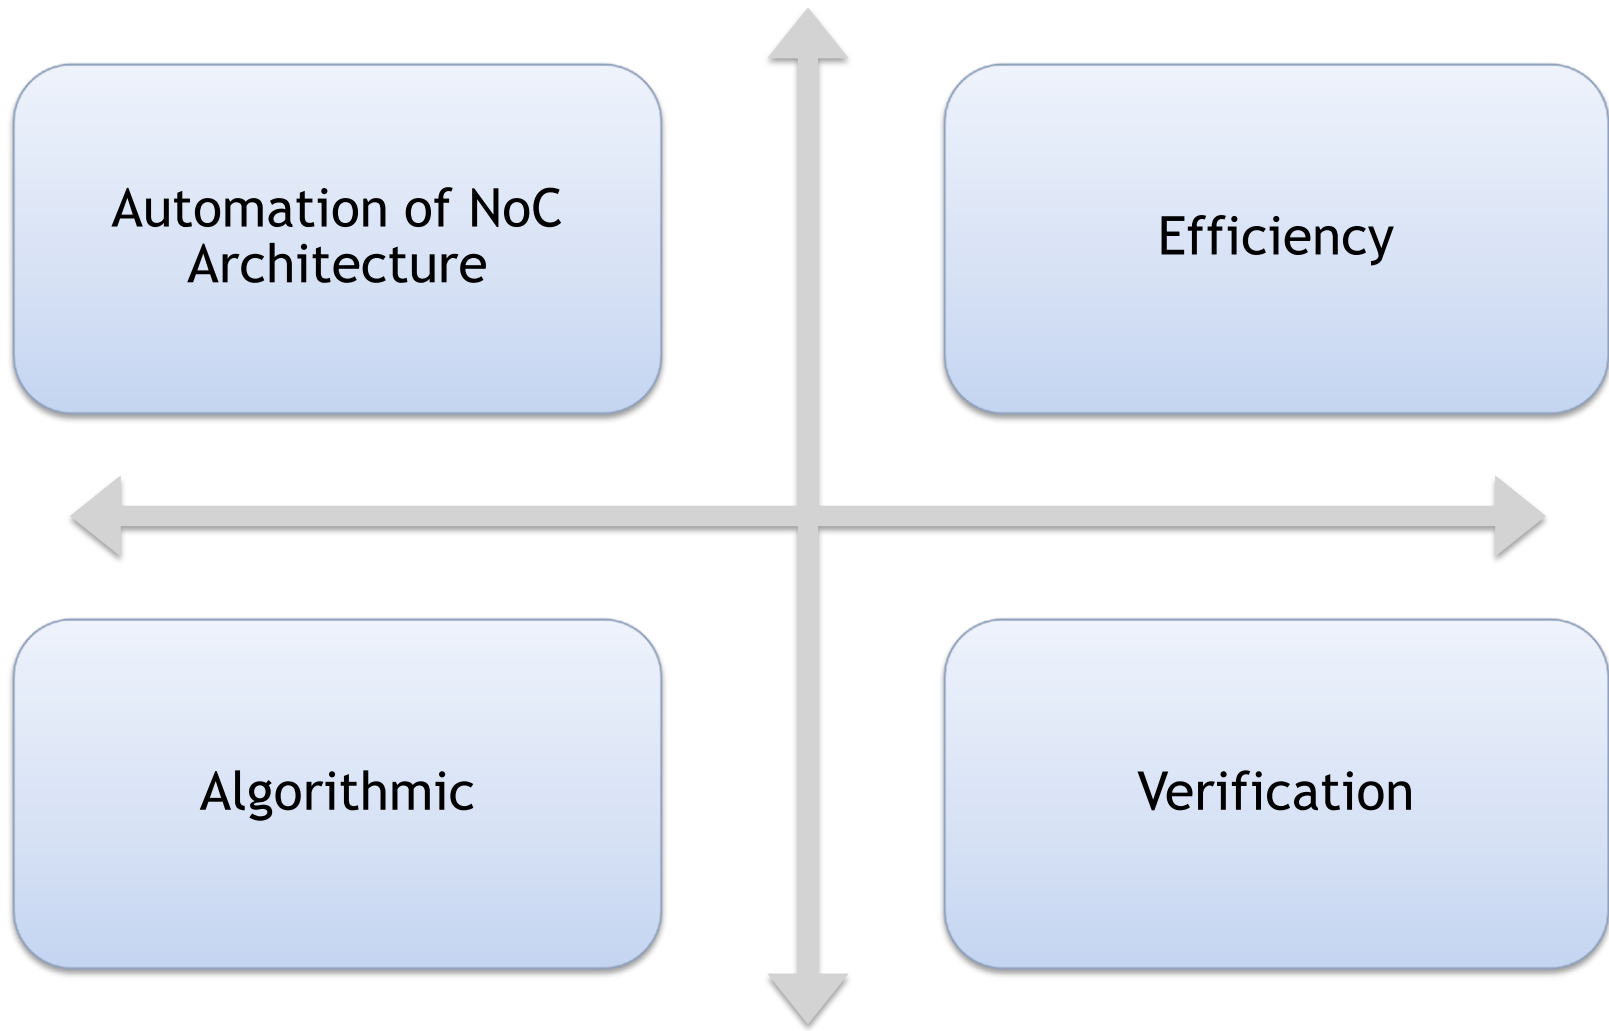 Automation of NoC
Architecture
Efficiency
Algorithmic
Verification